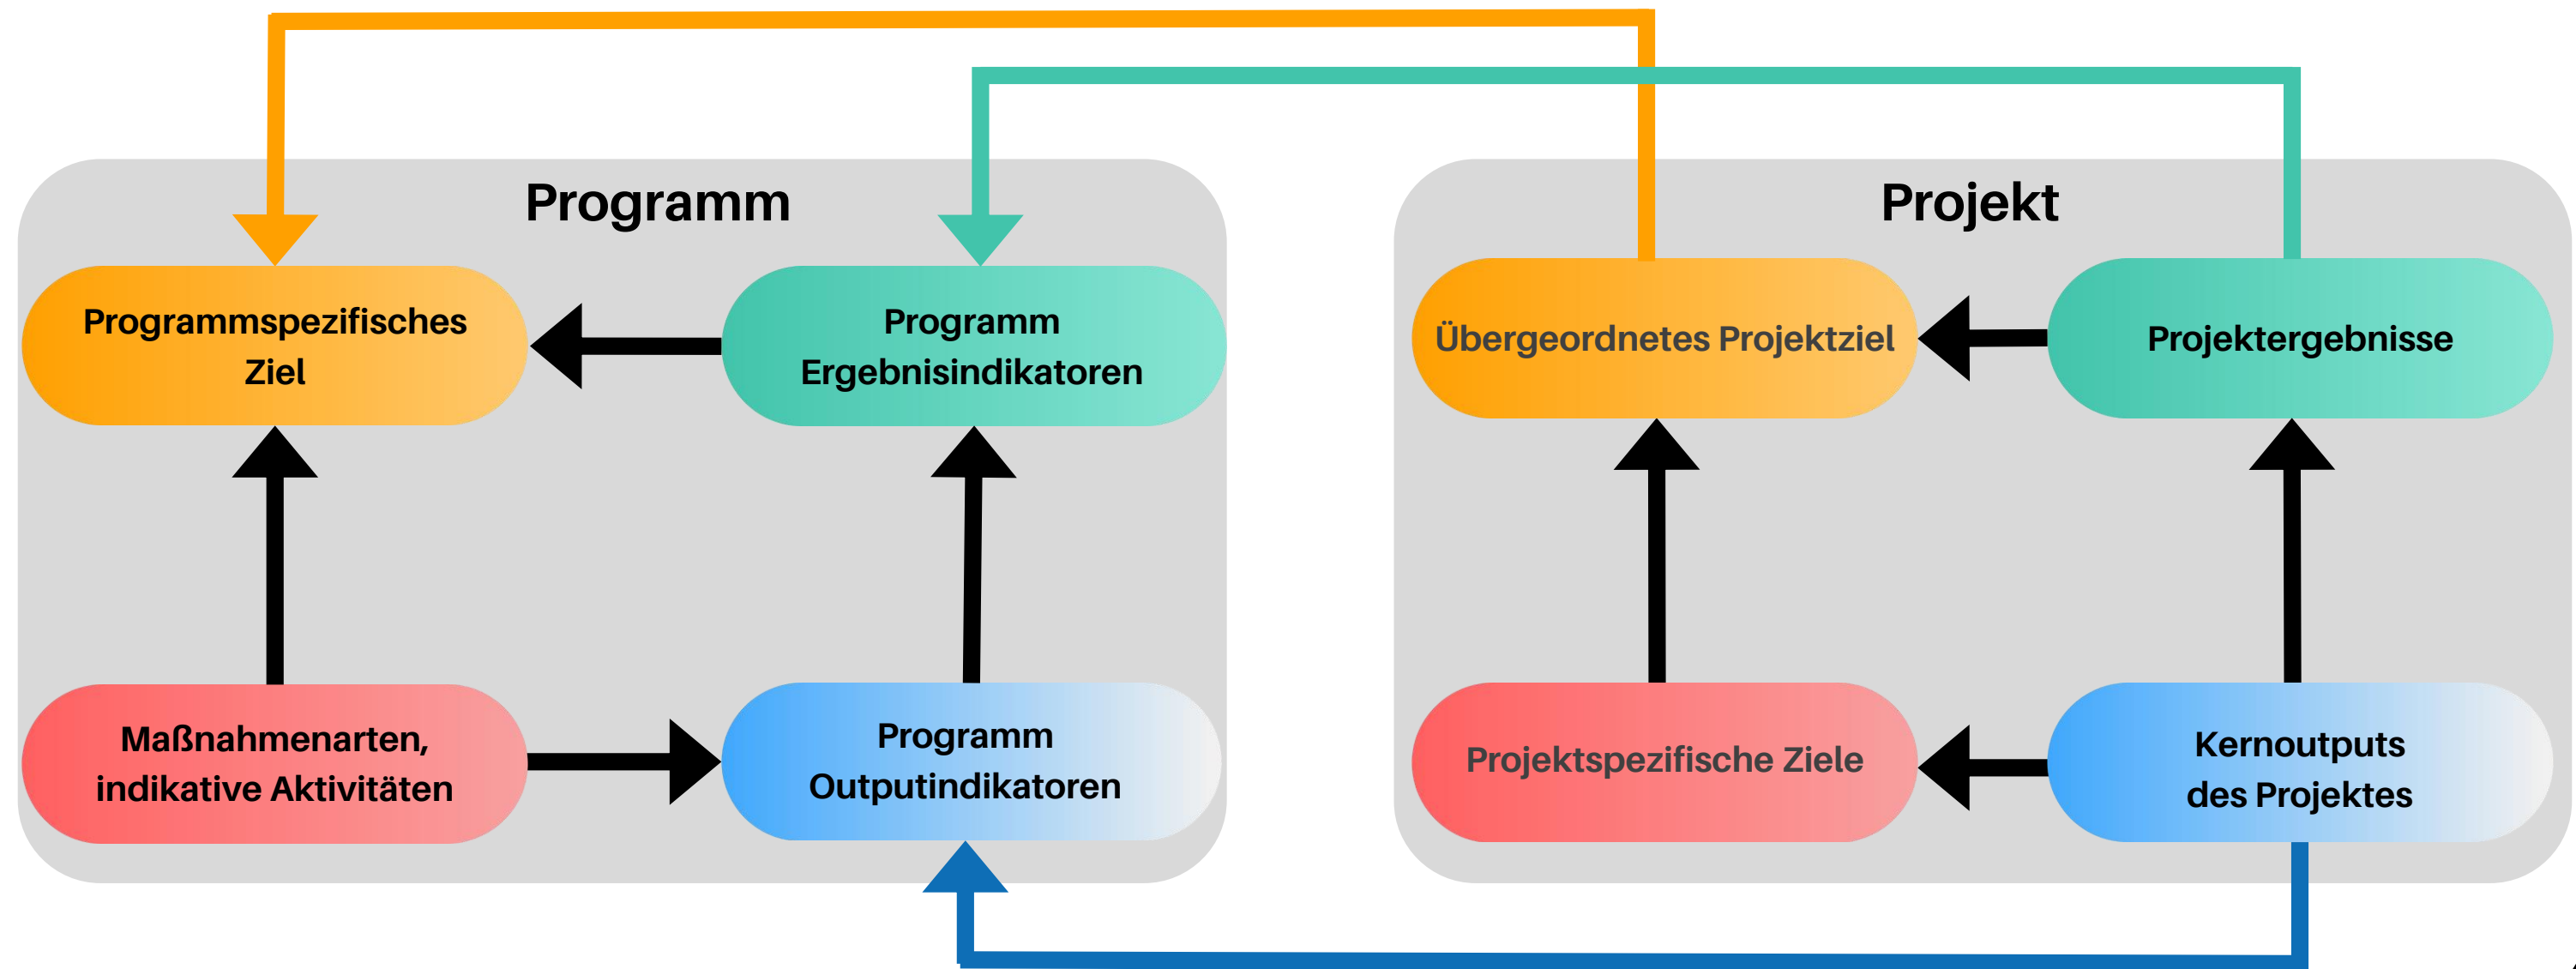 Programm
Programmspezifisches
Ziel
Programm
Ergebnisindikatoren
Maßnahmenarten,
indikative Aktivitäten
Programm
Outputindikatoren
Projekt
Übergeordnetes Projektziel
Projektergebnisse
Projektspezifische Ziele
Kernoutputs
des Projektes